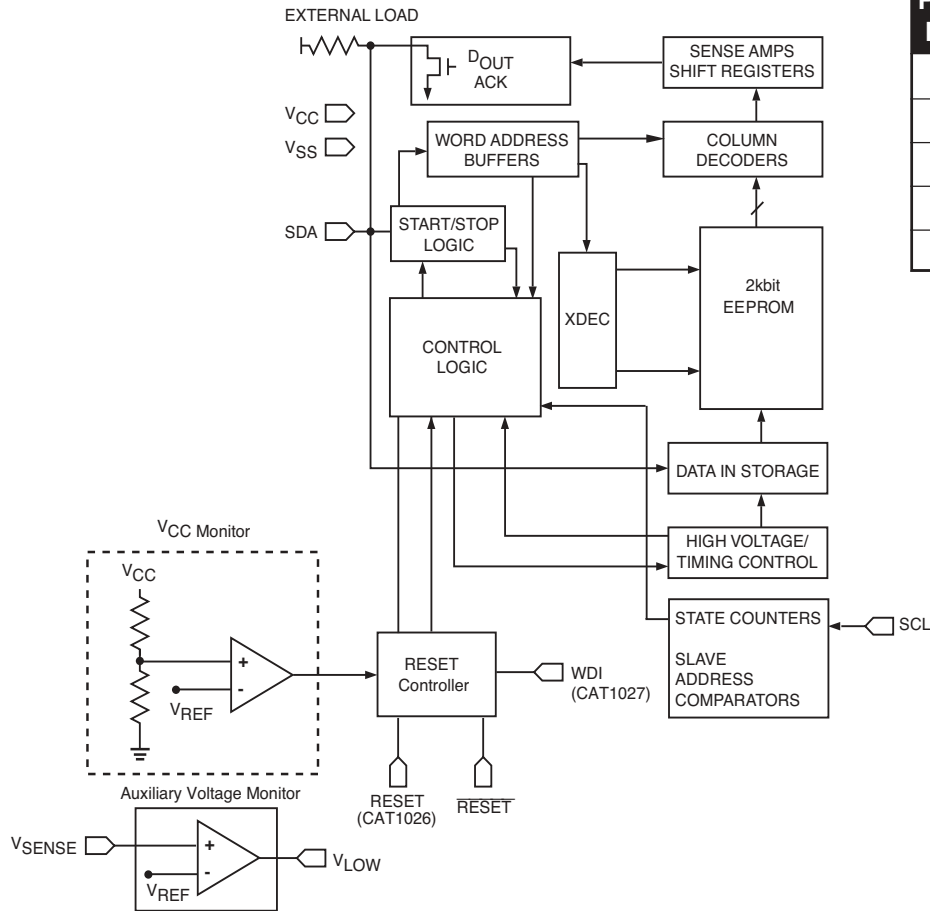 EXTERNAL LOAD
DOUT
ACK
SENSE AMPS
SHIFT REGISTERS
VCC
VSS
WORD ADDRESS
BUFFERS
COLUMN
DECODERS
SDA
START/STOP
LOGIC
XDEC
2kbit
EEPROM
CONTROL
LOGIC
DATA IN STORAGE
HIGH VOLTAGE/
TIMING CONTROL
STATE COUNTERS
SLAVE
ADDRESS
COMPARATORS
SCL
VCC Monitor
VCC
+
-
VREF
RESET
Controller
WDI
(CAT1027)
RESET
(CAT1026)
RESET
Auxiliary Voltage Monitor
VSENSE
+
-
VREF
VLOW